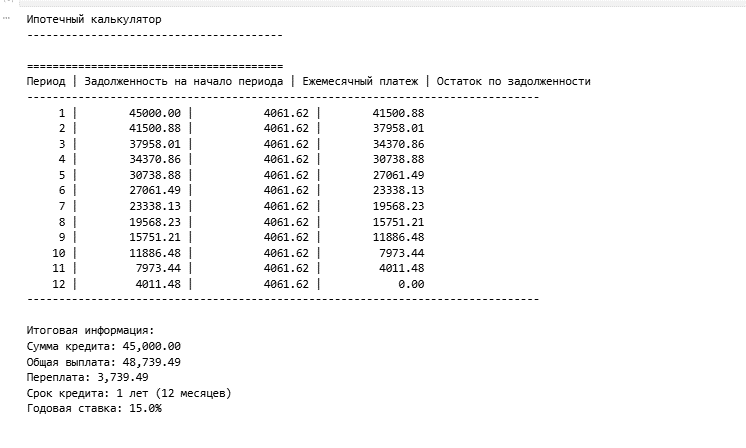 Ипотечный калькулятор
----------------------------------------
========================================
Период | Задолженность на начало периода | Ежемесячный платеж | Остаток по задолженности
--------------------------------------------------------------------------------
1 | 45000.00 | 4061.62 | 41500.88
2 | 41500.88 | 4061.62 | 37958.01
3 | 37958.01 | 4061.62 | 34370.86
4 | 34370.86 | 4061.62 | 30738.88
5 | 30738.88 | 4061.62 | 27061.49
6 | 27061.49 | 4061.62 | 23338.13
7 | 23338.13 | 4061.62 | 19568.23
8 | 19568.23 | 4061.62 | 15751.21
9 | 15751.21 | 4061.62 | 11886.48
10 | 11886.48 | 4061.62 | 7973.44
11 | 7973.44 | 4061.62 | 4011.48
12 | 4011.48 | 4061.62 | 0.00
--------------------------------------------------------------------------------
Итоговая информация:
Сумма кредита: 45,000.00
Общая выплата: 48,739.49
Переплата: 3,739.49
Срок кредита: 1 лет (12 месяцев)
Годовая ставка: 15.0%